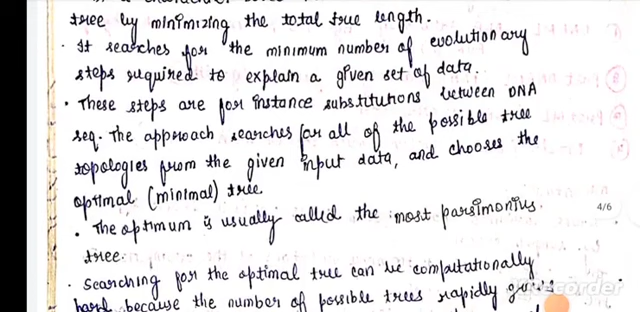 tree by minimizing the total tree length.
• It searches for the minimum number of evolutionary
steps required to explain a given set of data.
• These steps are for instance substitutions between DNA
seq. The approach searches for all of the possible tree
topologies from the given input data, and chooses the
optimal (minimal) tree.
4/6
• The optimum is usually called the most parsimonius
tree.
• Searching for the optimal tree can be computationally
hard because the number of possible trees rapidly